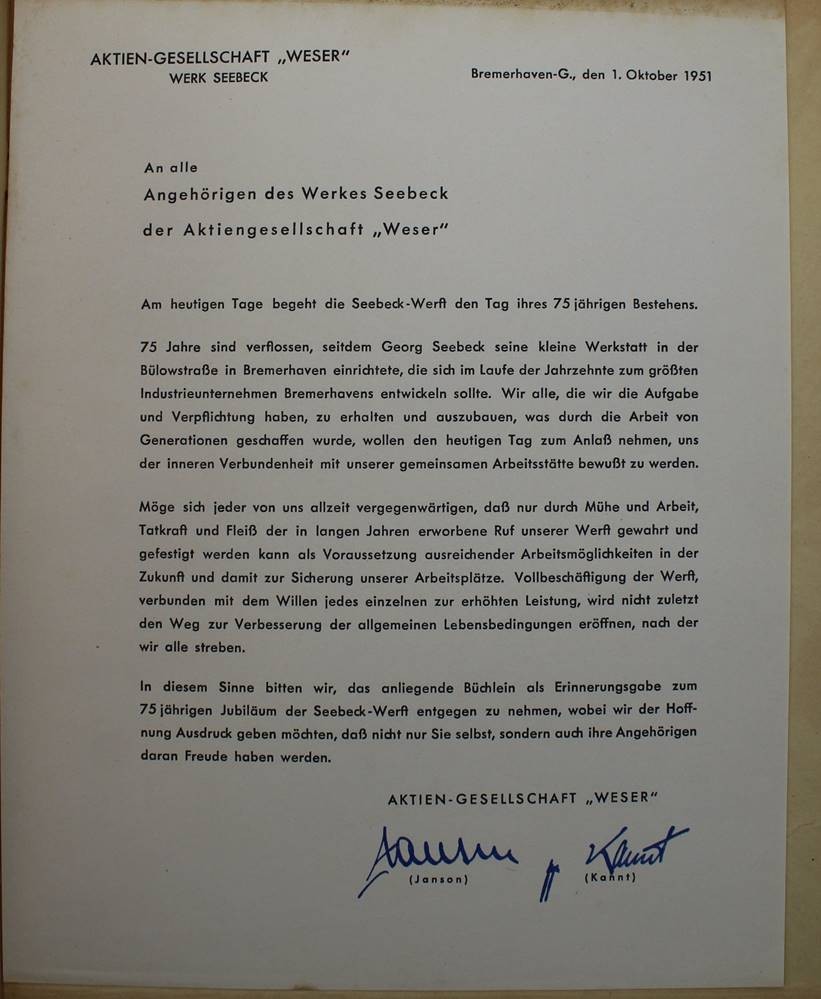 AKTIEN-GESELLSCHAFT „WESER“
WERK SEEBECK
Bremerhaven-G., den 1. Oktober 1951
An alle
Angehörigen des Werkes Seebeck
der Aktiengesellschaft „Weser“
Am heutigen Tage begeht die Seebeck-Werft den Tag ihres 75 jährigen Bestehens.
75 Jahre sind verflossen, seitdem Georg Seebeck seine kleine Werkstatt in der
Bülowstraße in Bremerhaven einrichtete, die sich im Laufe der Jahrzehnte zum größten
Industrieunternehmen Bremerhavens entwickeln sollte. Wir alle, die wir die Aufgabe
und Verpflichtung haben, zu erhalten und auszubauen, was durch die Arbeit von
Generationen geschaffen wurde, wollen den heutigen Tag zum Anlaß nehmen, uns
der inneren Verbundenheit mit unserer gemeinsamen Arbeitsstätte bewußt zu werden.
Möge sich jeder von uns allzeit vergegenwärtigen, daß nur durch Mühe und Arbeit,
Tatkraft und Fleiß der in langen Jahren erworbene Ruf unserer Werft gewahrt und
gefestigt werden kann als Voraussetzung ausreichender Arbeitsmöglichkeiten in der
Zukunft und damit zur Sicherung unserer Arbeitsplätze. Vollbeschäftigung der Werft,
verbunden mit dem Willen jedes einzelnen zur erhöhten Leistung, wird nicht zuletzt
den Weg zur Verbesserung der allgemeinen Lebensbedingungen eröffnen, nach der
wir alle streben.
In diesem Sinne bitten wir, das anliegende Büchlein als Erinnerungsgabe zum
75 jährigen Jubiläum der Seebeck-Werft entgegen zu nehmen, wobei wir der Hoff-
nung Ausdruck geben möchten, daß nicht nur Sie selbst, sondern auch ihre Angehörigen
daran Freude haben werden.
AKTIEN-GESELLSCHAFT „WESER“
Janson ppa Kannt
(Janson) (Kannt)